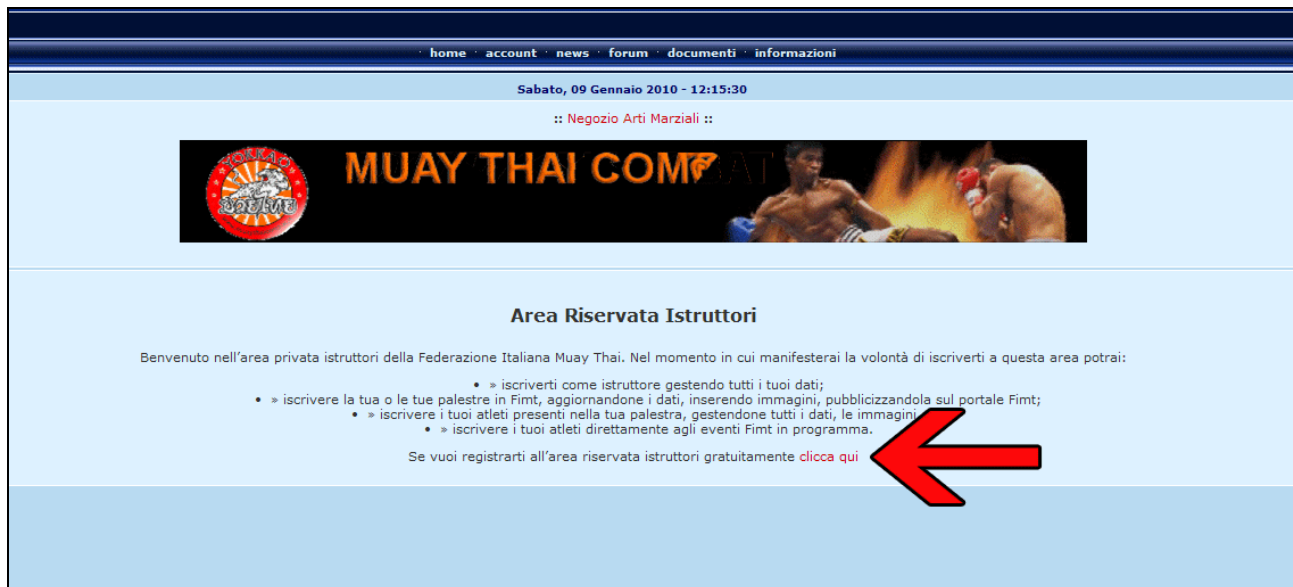 · home · account · news · forum · documenti · informazioni
Sabato, 09 Gennaio 2010 - 12:15:30
:: Negozio Arti Marziali ::
YOKKAO
MUAY THAI COMBAT
Area Riservata Istruttori
Benvenuto nell'area privata istruttori della Federazione Italiana Muay Thai. Nel momento in cui manifesterai la volontà di iscriverti a questa area potrai:
• » iscriverti come istruttore gestendo tutti i tuoi dati;
• » iscrivere la tua o le tue palestre in Fimt, aggiornandone i dati, inserendo immagini, pubblicizzandola sul portale Fimt;
• » iscrivere i tuoi atleti presenti nella tua palestra, gestendone tutti i dati, le immagini
• » iscrivere i tuoi atleti direttamente agli eventi Fimt in programma.
Se vuoi registrarti all'area riservata istruttori gratuitamente clicca qui